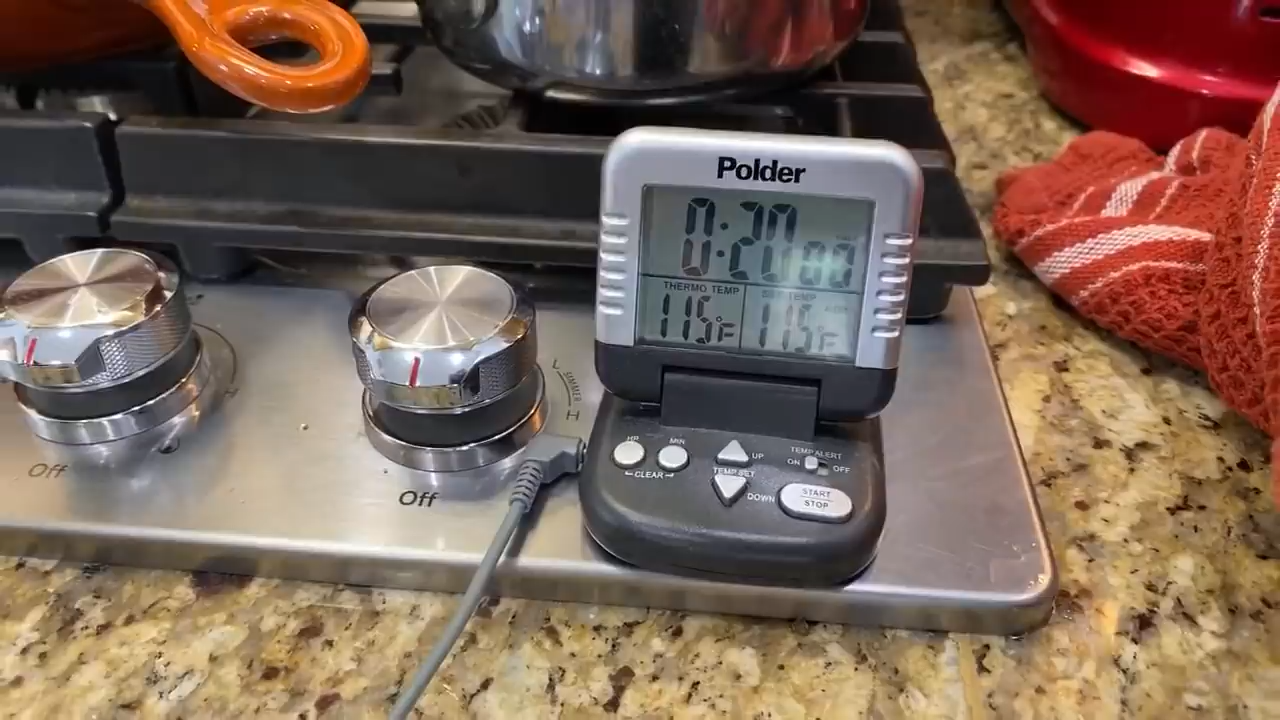 Polder
0:20 00
THERMO TEMP
SET TEMP
115°F
115°F
L SIMMER H
HR
MIN
←CLEAR→
UP
TEMP SET
DOWN
TEMP ALERT
ON OFF
START
STOP
Off
Off